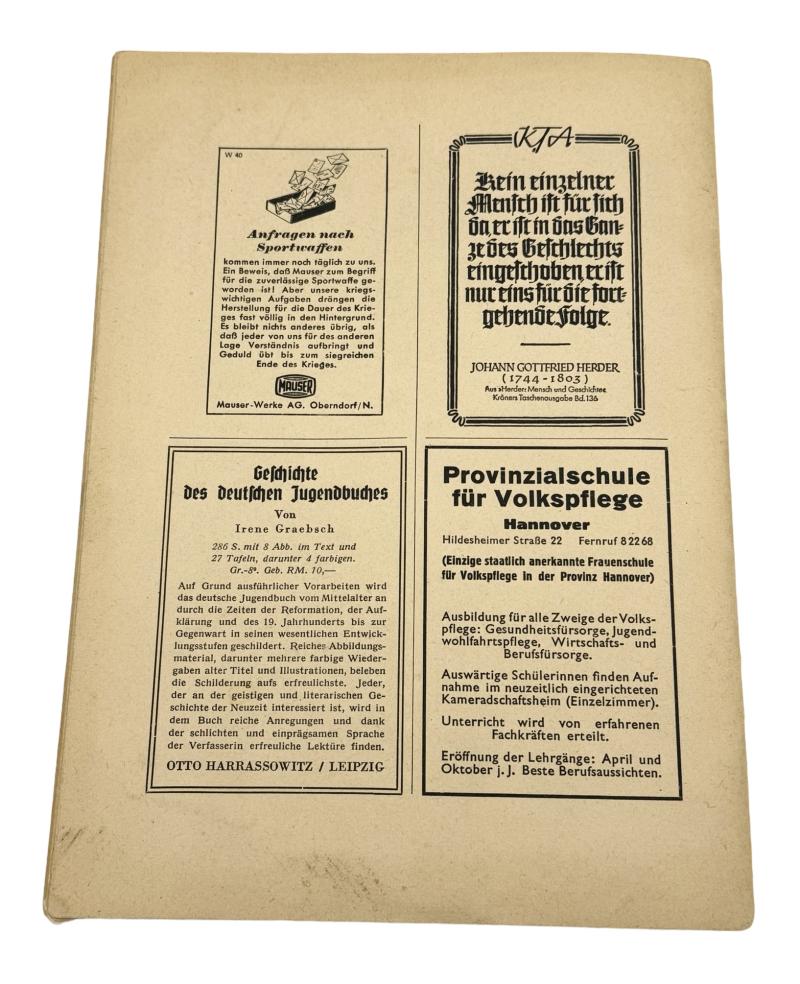 W 40
Anfragen nach
Sportwaffen
kommen immer noch täglich zu uns.
Ein Beweis, daß Mauser zum Begriff
für die zuverlässige Sportwaffe ge-
worden ist! Aber unsere kriegs-
wichtigen Aufgaben drängen die
Herstellung für die Dauer des Krie-
ges fast völlig in den Hintergrund.
Es bleibt nichts anderes übrig, als
daß jeder von uns für des anderen
Lage Verständnis aufbringt und
Geduld übt bis zum siegreichen
Ende des Krieges.
MAUSER
Mauser-Werke AG. Oberndorf/N.
KTA
Kein einzelner
Menſch iſt für ſich
da, er iſt in das Gan-
ze des Geſchlechts
eingeſchoben, er iſt
nur eins für die fort-
gehende Folge.
JOHANN GOTTFRIED HERDER
(1744-1803)
Aus »Herder: Mensch und Geschichte«
Kröners Taschenausgabe Bd. 136
Geſchichte
des deutſchen Jugendbuches
Von
Irene Graebsch
286 S. mit 8 Abb. im Text und
27 Tafeln, darunter 4 farbigen.
Gr.-8°. Geb. RM. 10,—
Auf Grund ausführlicher Vorarbeiten wird
das deutsche Jugendbuch vom Mittelalter an
durch die Zeiten der Reformation, der Auf-
klärung und des 19. Jahrhunderts bis zur
Gegenwart in seinen wesentlichen Entwick-
lungsstufen geschildert. Reiches Abbildungs-
material, darunter mehrere farbige Wieder-
gaben alter Titel und Illustrationen, beleben
die Schilderung aufs erfreulichste. Jeder,
der an der geistigen und literarischen Ge-
schichte der Neuzeit interessiert ist, wird in
dem Buch reiche Anregungen und dank
der schlichten und einprägsamen Sprache
der Verfasserin erfreuliche Lektüre finden.
OTTO HARRASSOWITZ / LEIPZIG
Provinzialschule
für Volkspflege
Hannover
Hildesheimer Straße 22 Fernruf 8 22 68
(Einzige staatlich anerkannte Frauenschule
für Volkspflege in der Provinz Hannover)
Ausbildung für alle Zweige der Volks-
pflege: Gesundheitsfürsorge, Jugend-
wohlfahrtspflege, Wirtschafts- und
Berufsfürsorge.
Auswärtige Schülerinnen finden Auf-
nahme im neuzeitlich eingerichteten
Kameradschaftsheim (Einzelzimmer).
Unterricht wird von erfahrenen
Fachkräften erteilt.
Eröffnung der Lehrgänge: April und
Oktober j. J. Beste Berufsaussichten.